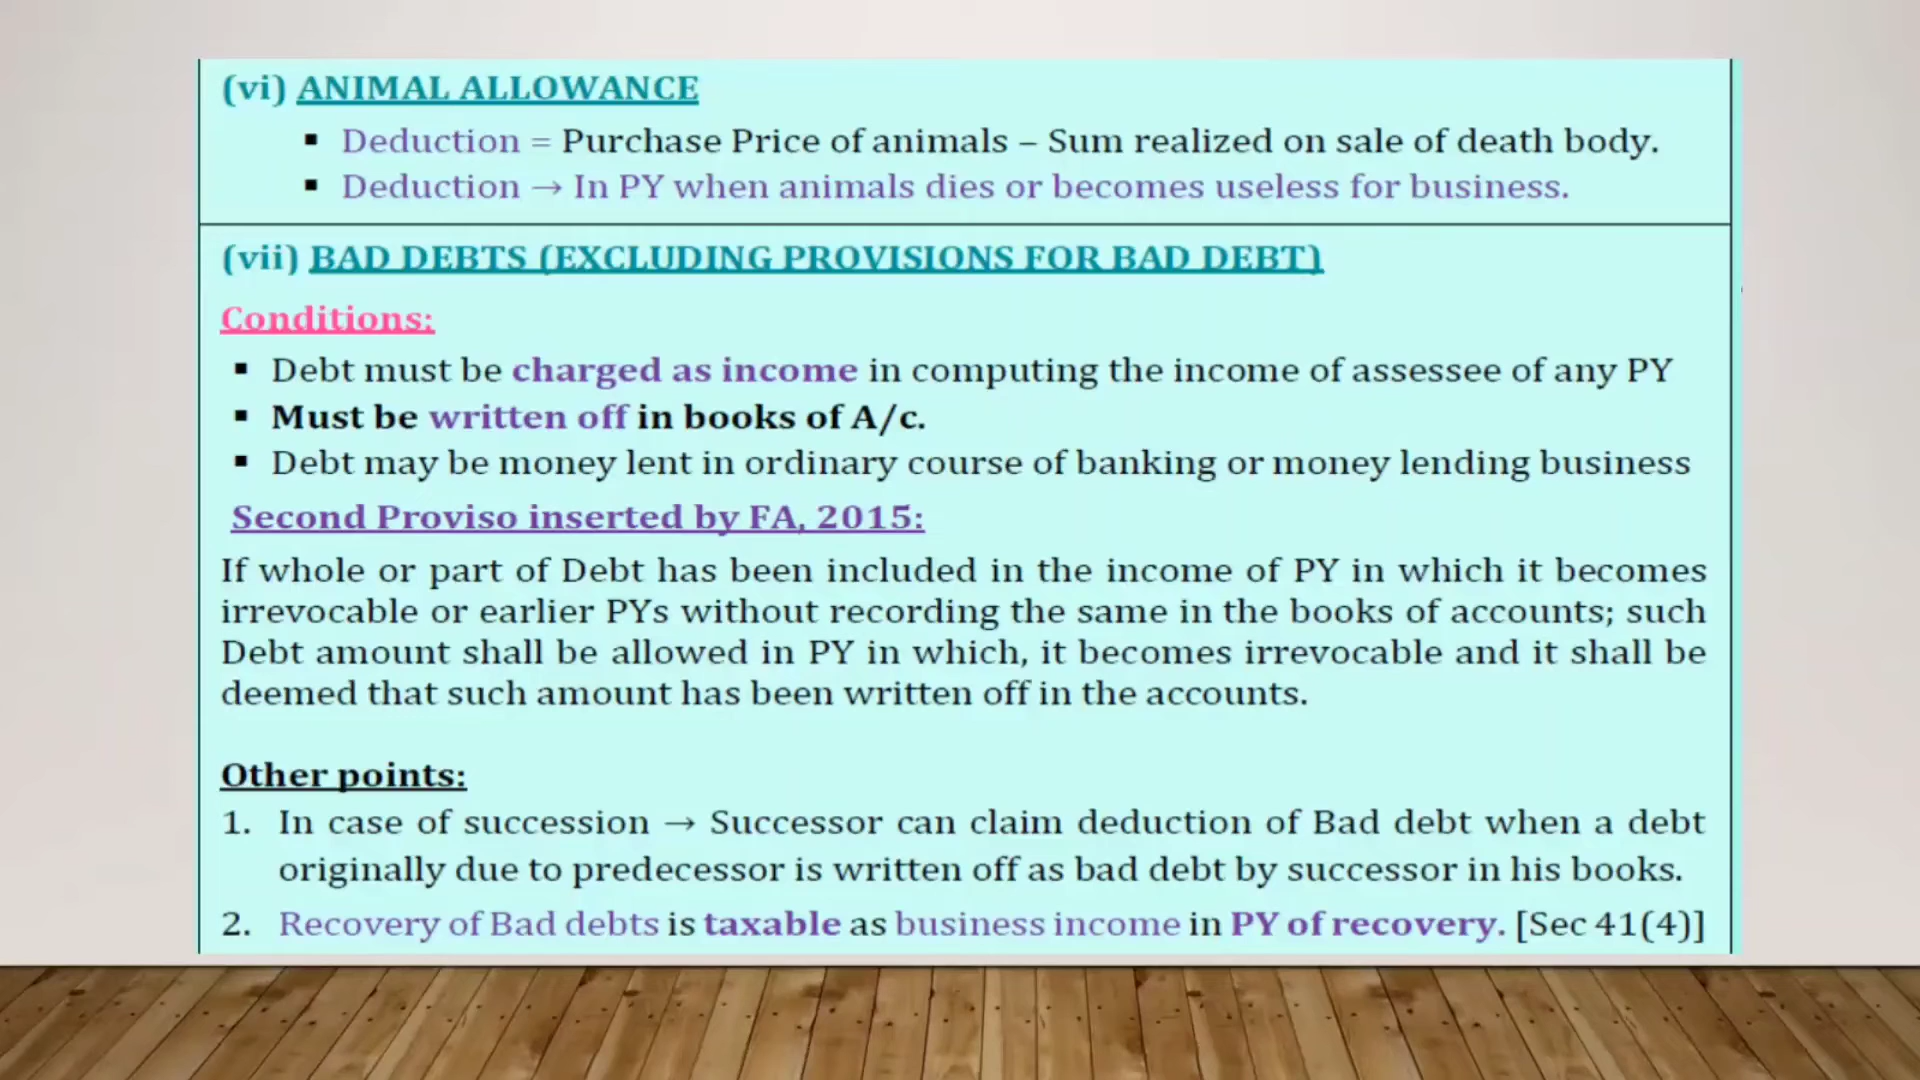 (vi) ANIMAL ALLOWANCE
▪ Deduction = Purchase Price of animals – Sum realized on sale of death body.
▪ Deduction → In PY when animals dies or becomes useless for business.
(vii) BAD DEBTS (EXCLUDING PROVISIONS FOR BAD DEBT)
Conditions:
▪ Debt must be charged as income in computing the income of assessee of any PY
▪ Must be written off in books of A/c.
▪ Debt may be money lent in ordinary course of banking or money lending business
Second Proviso inserted by FA, 2015:
If whole or part of Debt has been included in the income of PY in which it becomes
irrevocable or earlier PYs without recording the same in the books of accounts; such
Debt amount shall be allowed in PY in which, it becomes irrevocable and it shall be
deemed that such amount has been written off in the accounts.
Other points:
1. In case of succession → Successor can claim deduction of Bad debt when a debt
originally due to predecessor is written off as bad debt by successor in his books.
2. Recovery of Bad debts is taxable as business income in PY of recovery. [Sec 41(4)]